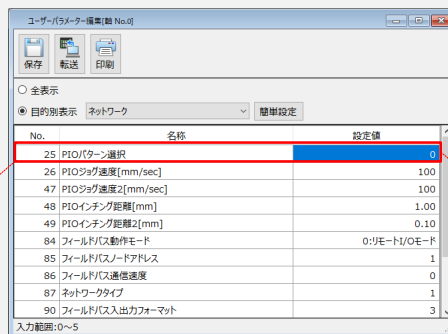 ユーザーパラメーター編集[軸 No.0]
保存 転送 印刷
全表示
目的別表示 ネットワーク 簡単設定
No. 名称 設定値
25 PIOパターン選択 0
26 PIOジョグ速度[mm/sec] 100
47 PIOジョグ速度2[mm/sec] 100
48 PIOインチング距離[mm] 1.00
49 PIOインチング距離2[mm] 0.10
84 フィールドバス動作モード 0:リモートI/Oモード
85 フィールドバスノードアドレス 1
86 フィールドバス通信速度 0
87 ネットワークタイプ 1
90 フィールドバス入出力フォーマット 3
入力範囲:0～5